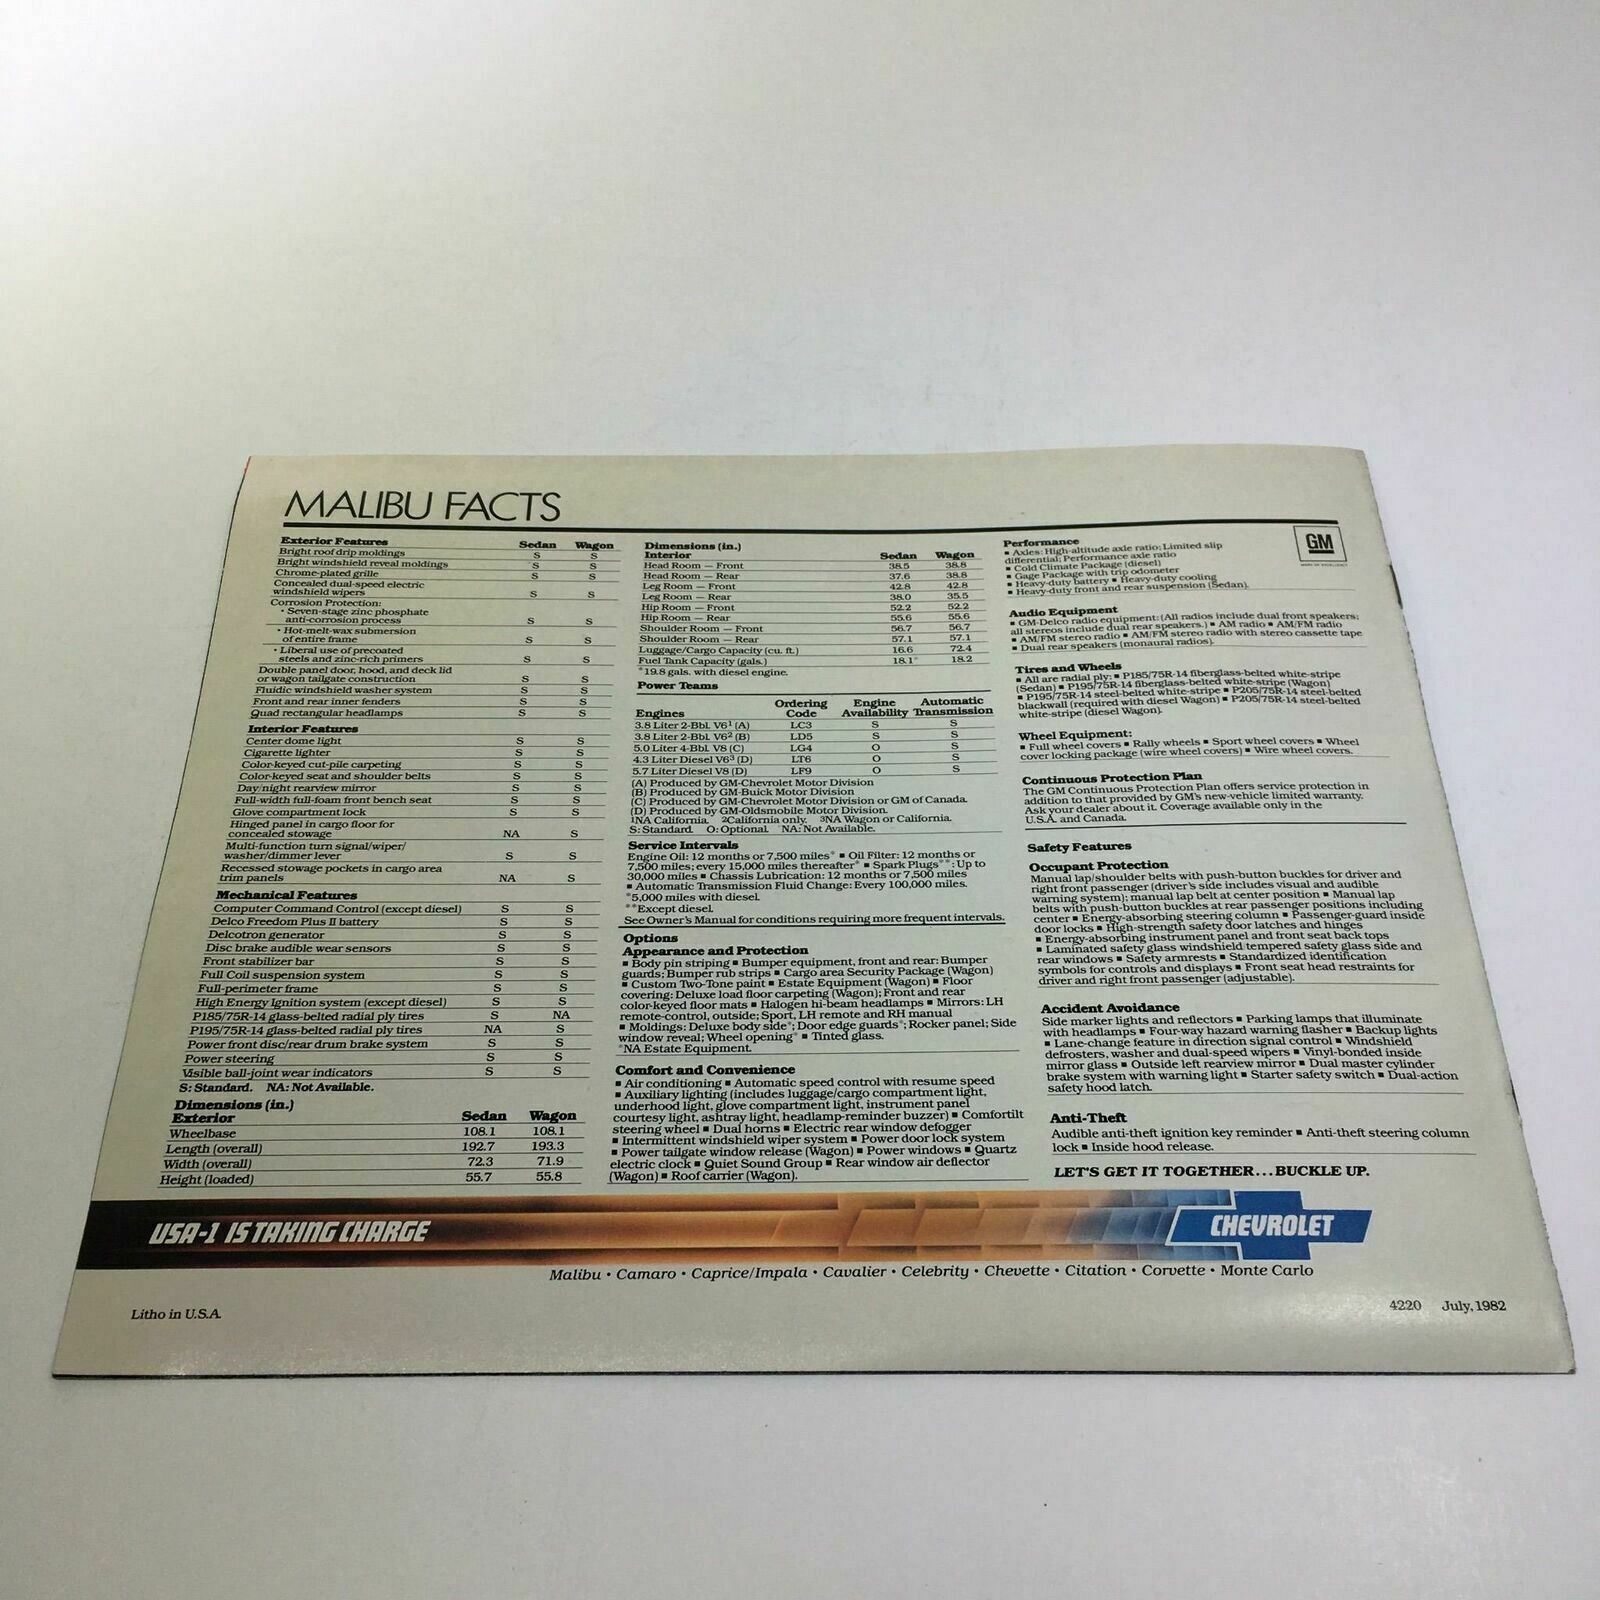 MALIBU FACTS
Exterior Features Sedan Wagon
Bright roof drip moldings S S
Bright windshield reveal moldings S S
Chrome-plated grille S S
Concealed dual-speed electric
windshield wipers S S
Corrosion Protection:
• Seven-stage zinc phosphate
anti-corrosion process S S
• Hot-melt-wax submersion
of entire frame S S
• Liberal use of precoated
steels and zinc-rich primers S S
Double panel door, hood, and deck lid
or wagon tailgate construction S S
Fluidic windshield washer system S S
Front and rear inner fenders S S
Quad rectangular headlamps S S
Interior Features
Center dome light S S
Cigarette lighter S S
Color-keyed cut-pile carpeting S S
Color-keyed seat and shoulder belts S S
Day/night rearview mirror S S
Full-width full-foam front bench seat S S
Glove compartment lock S S
Hinged panel in cargo floor for
concealed stowage NA S
Multi-function turn signal/wiper/
washer/dimmer lever S S
Recessed stowage pockets in cargo area
trim panels NA S
Mechanical Features
Computer Command Control (except diesel) S S
Delco Freedom Plus II battery S S
Delcotron generator S S
Disc brake audible wear sensors S S
Front stabilizer bar S S
Full Coil suspension system S S
Full-perimeter frame S S
High Energy Ignition system (except diesel) S S
P185/75R-14 glass-belted radial ply tires S NA
P195/75R-14 glass-belted radial ply tires NA S
Power front disc/rear drum brake system S S
Power steering S S
Visible ball-joint wear indicators S S
S: Standard. NA: Not Available.
Dimensions (in.)
Exterior Sedan Wagon
Wheelbase 108.1 108.1
Length (overall) 192.7 193.3
Width (overall) 72.3 71.9
Height (loaded) 55.7 55.8
Dimensions (in.)
Interior Sedan Wagon
Head Room — Front 38.5 38.8
Head Room — Rear 37.6 38.8
Leg Room — Front 42.8 42.8
Leg Room — Rear 38.0 35.5
Hip Room — Front 52.2 52.2
Hip Room — Rear 55.6 55.6
Shoulder Room — Front 56.7 56.7
Shoulder Room — Rear 57.1 57.1
Luggage/Cargo Capacity (cu. ft.) 16.6 72.4
Fuel Tank Capacity (gals.) 18.1* 18.2
*19.8 gals. with diesel engine.
Power Teams
Ordering Engine Automatic
Engines Code Availability Transmission
3.8 Liter 2-Bbl V6¹ (A) LC3 S S
3.8 Liter 2-Bbl V6² (B) LD5 S S
5.0 Liter 4-Bbl V8 (C) LG4 O S
4.3 Liter Diesel V6³ (D) LT6 O S
5.7 Liter Diesel V8 (D) LF9 O S
(A) Produced by GM-Chevrolet Motor Division
(B) Produced by GM-Buick Motor Division
(C) Produced by GM-Chevrolet Motor Division or GM of Canada.
(D) Produced by GM-Oldsmobile Motor Division.
¹NA California. ²California only. ³NA Wagon or California.
S: Standard. O: Optional. NA: Not Available.
Service Intervals
Engine Oil: 12 months or 7,500 miles* ▪ Oil Filter: 12 months or
7,500 miles; every 15,000 miles thereafter* ▪ Spark Plugs**: Up to
30,000 miles ▪ Chassis Lubrication: 12 months or 7,500 miles
▪ Automatic Transmission Fluid Change: Every 100,000 miles.
*5,000 miles with diesel.
**Except diesel.
See Owner's Manual for conditions requiring more frequent intervals.
Options
Appearance and Protection
▪ Body pin striping ▪ Bumper equipment, front and rear: Bumper
guards; Bumper rub strips ▪ Cargo area Security Package (Wagon)
▪ Custom Two-Tone paint ▪ Estate Equipment (Wagon) ▪ Floor
covering: Deluxe load floor carpeting (Wagon); Front and rear
color-keyed floor mats ▪ Halogen hi-beam headlamps ▪ Mirrors: LH
remote-control, outside; Sport, LH remote and RH manual
▪ Moldings: Deluxe body side*; Door edge guards*; Rocker panel; Side
window reveal; Wheel opening* ▪ Tinted glass.
*NA Estate Equipment.
Comfort and Convenience
▪ Air conditioning ▪ Automatic speed control with resume speed
▪ Auxiliary lighting (includes luggage/cargo compartment light,
underhood light, glove compartment light, instrument panel
courtesy light, ashtray light, headlamp-reminder buzzer) ▪ Comfortilt
steering wheel ▪ Dual horns ▪ Electric rear window defogger
▪ Intermittent windshield wiper system ▪ Power door lock system
▪ Power tailgate window release (Wagon) ▪ Power windows ▪ Quartz
electric clock ▪ Quiet Sound Group ▪ Rear window air deflector
(Wagon) ▪ Roof carrier (Wagon).
Performance
▪ Axles: High-altitude axle ratio; Limited slip
differential; Performance axle ratio
▪ Cold Climate Package (diesel)
▪ Gage Package with trip odometer
▪ Heavy-duty battery ▪ Heavy-duty cooling
▪ Heavy-duty front and rear suspension (Sedan).
GM
MARK OF EXCELLENCE
Audio Equipment
▪ GM-Delco radio equipment: (All radios include dual front speakers;
all stereos include dual rear speakers.) ▪ AM radio ▪ AM/FM radio
▪ AM/FM stereo radio ▪ AM/FM stereo radio with stereo cassette tape
▪ Dual rear speakers (monaural radios).
Tires and Wheels
▪ All are radial ply: ▪ P185/75R-14 fiberglass-belted white-stripe
(Sedan) ▪ P195/75R-14 fiberglass-belted white-stripe (Wagon)
▪ P195/75R-14 steel-belted white-stripe ▪ P205/75R-14 steel-belted
blackwall (required with diesel Wagon) ▪ P205/75R-14 steel-belted
white-stripe (diesel Wagon).
Wheel Equipment:
▪ Full wheel covers ▪ Rally wheels ▪ Sport wheel covers ▪ Wheel
cover locking package (wire wheel covers) ▪ Wire wheel covers.
Continuous Protection Plan
The GM Continuous Protection Plan offers service protection in
addition to that provided by GM's new-vehicle limited warranty.
Ask your dealer about it. Coverage available only in the
U.S.A. and Canada.
Safety Features
Occupant Protection
Manual lap/shoulder belts with push-button buckles for driver and
right front passenger (driver's side includes visual and audible
warning system); manual lap belt at center position ▪ Manual lap
belts with push-button buckles at rear passenger positions including
center ▪ Energy-absorbing steering column ▪ Passenger-guard inside
door locks ▪ High-strength safety door latches and hinges
▪ Energy-absorbing instrument panel and front seat back tops
▪ Laminated safety glass windshield tempered safety glass side and
rear windows ▪ Safety armrests ▪ Standardized identification
symbols for controls and displays ▪ Front seat head restraints for
driver and right front passenger (adjustable).
Accident Avoidance
Side marker lights and reflectors ▪ Parking lamps that illuminate
with headlamps ▪ Four-way hazard warning flasher ▪ Backup lights
▪ Lane-change feature in direction signal control ▪ Windshield
defrosters, washer and dual-speed wipers ▪ Vinyl-bonded inside
mirror glass ▪ Outside left rearview mirror ▪ Dual master cylinder
brake system with warning light ▪ Starter safety switch ▪ Dual-action
safety hood latch.
Anti-Theft
Audible anti-theft ignition key reminder ▪ Anti-theft steering column
lock ▪ Inside hood release.
LET'S GET IT TOGETHER...BUCKLE UP.
USA-1 IS TAKING CHARGE
CHEVROLET
Malibu • Camaro • Caprice/Impala • Cavalier • Celebrity • Chevette • Citation • Corvette • Monte Carlo
Litho in U.S.A.
4220 July, 1982